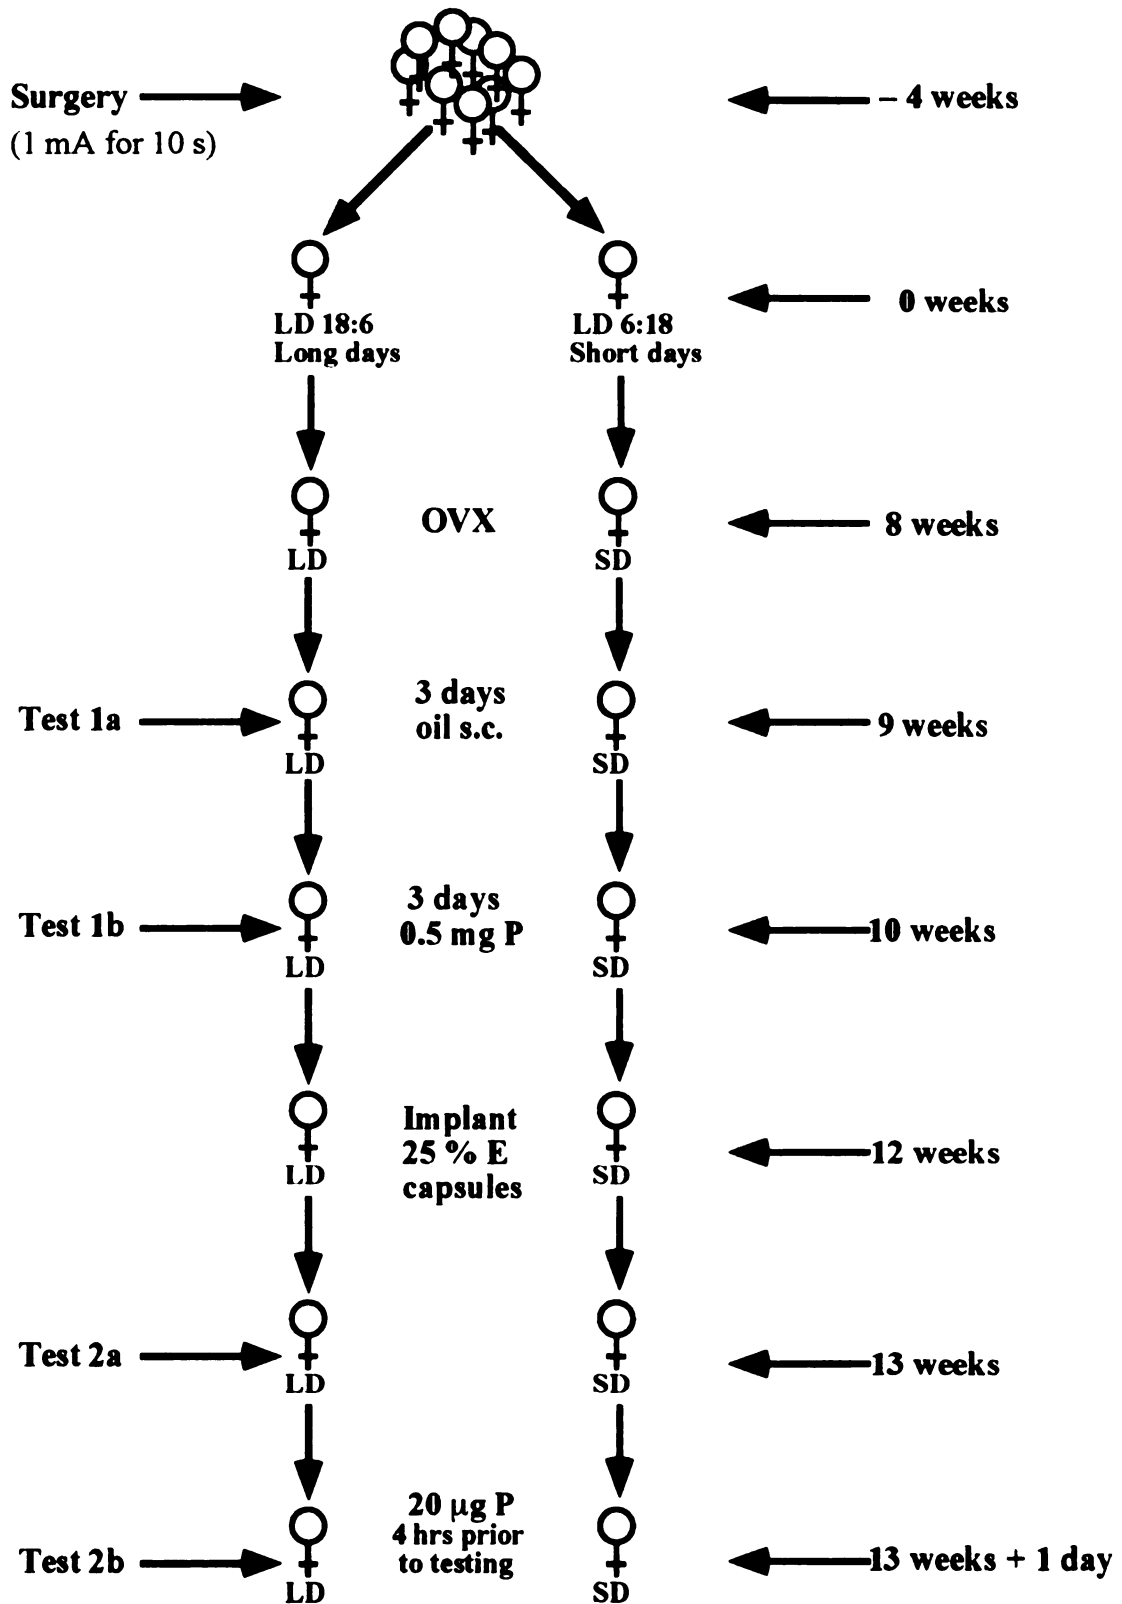 Surgery
(1 mA for 10 s)
– 4 weeks
LD 18:6
Long days
LD 6:18
Short days
0 weeks
LD
OVX
SD
8 weeks
Test 1a
LD
3 days
oil s.c.
SD
9 weeks
Test 1b
LD
3 days
0.5 mg P
SD
10 weeks
LD
Implant
25 % E
capsules
SD
12 weeks
Test 2a
LD
SD
13 weeks
Test 2b
LD
20 µg P
4 hrs prior
to testing
SD
13 weeks + 1 day